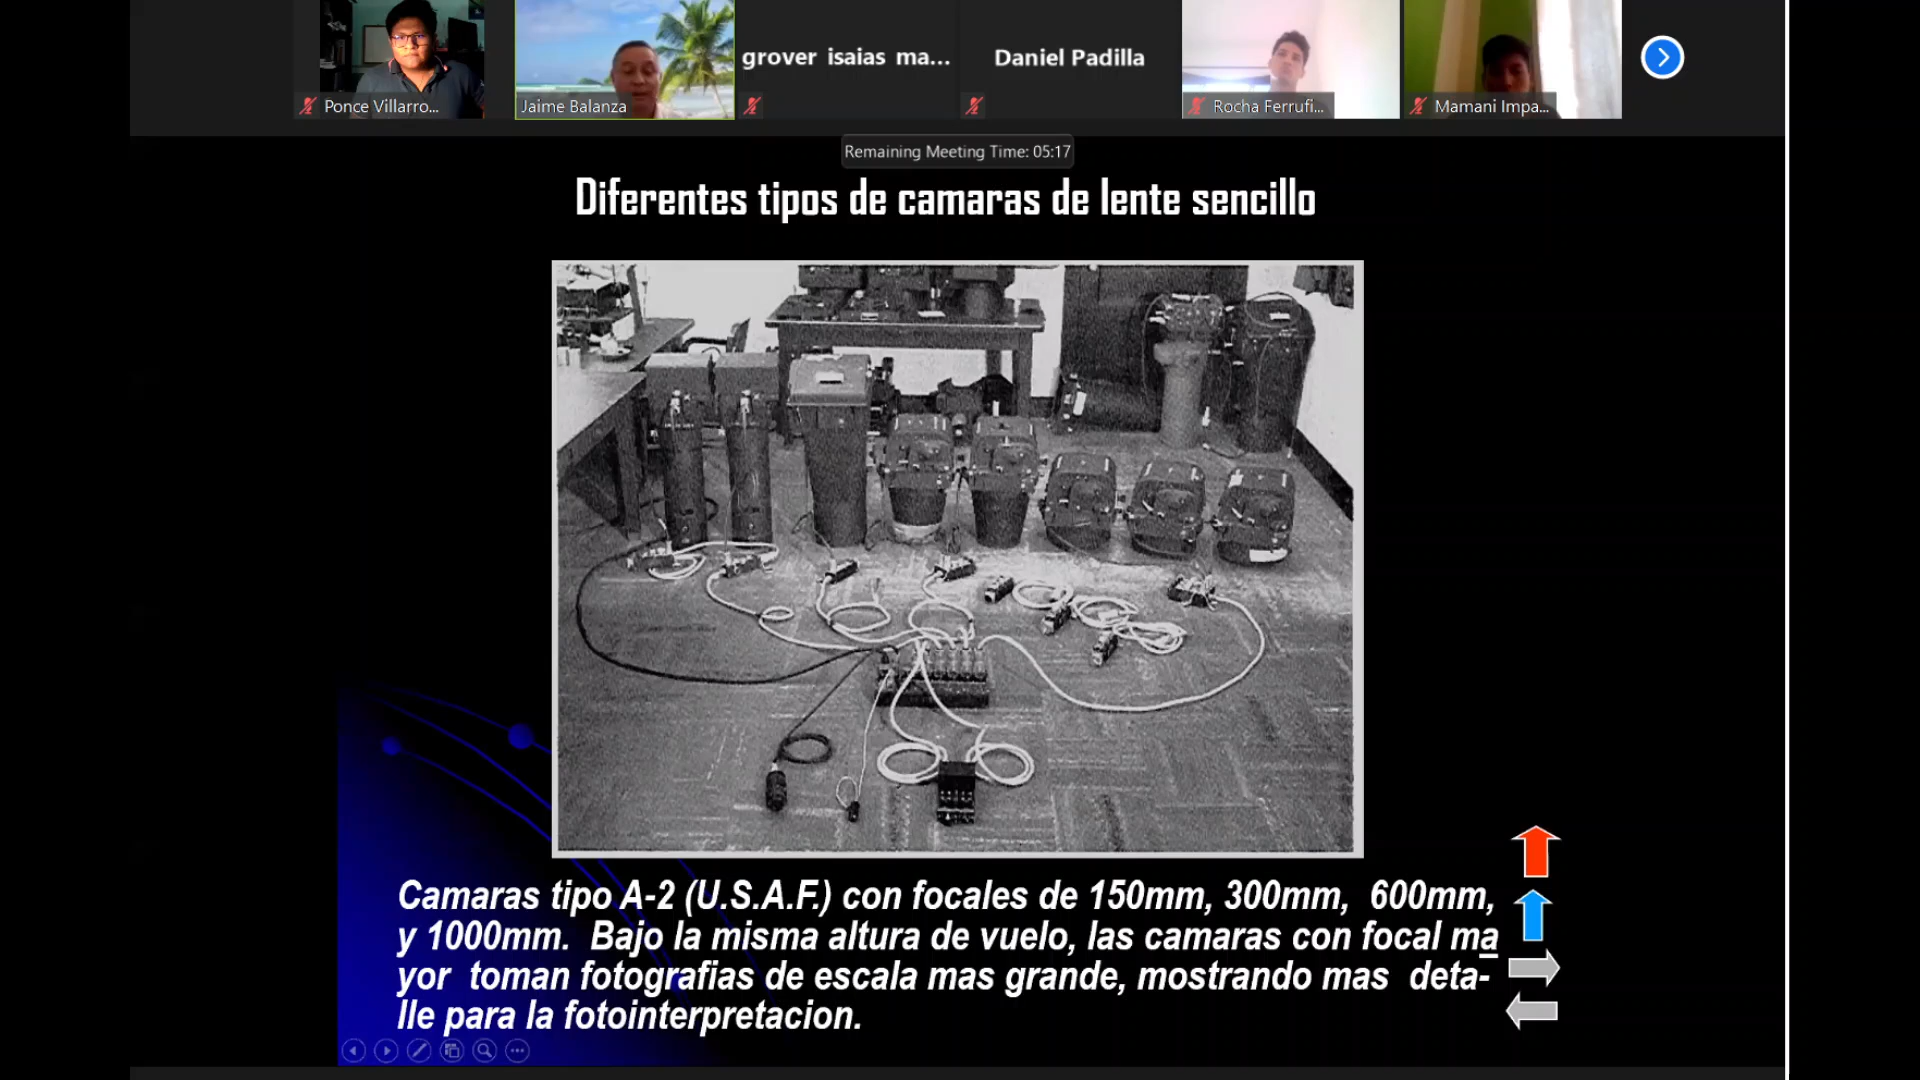 Ponce Villarro...
Jaime Balanza
grover isaias ma...
Daniel Padilla
Rocha Ferrufi...
Mamani Impa...
Remaining Meeting Time: 05:17
Diferentes tipos de camaras de lente sencillo
Camaras tipo A-2 (U.S.A.F.) con focales de 150mm, 300mm, 600mm,
y 1000mm. Bajo la misma altura de vuelo, las camaras con focal ma
yor toman fotografias de escala mas grande, mostrando mas deta-
lle para la fotointerpretacion.